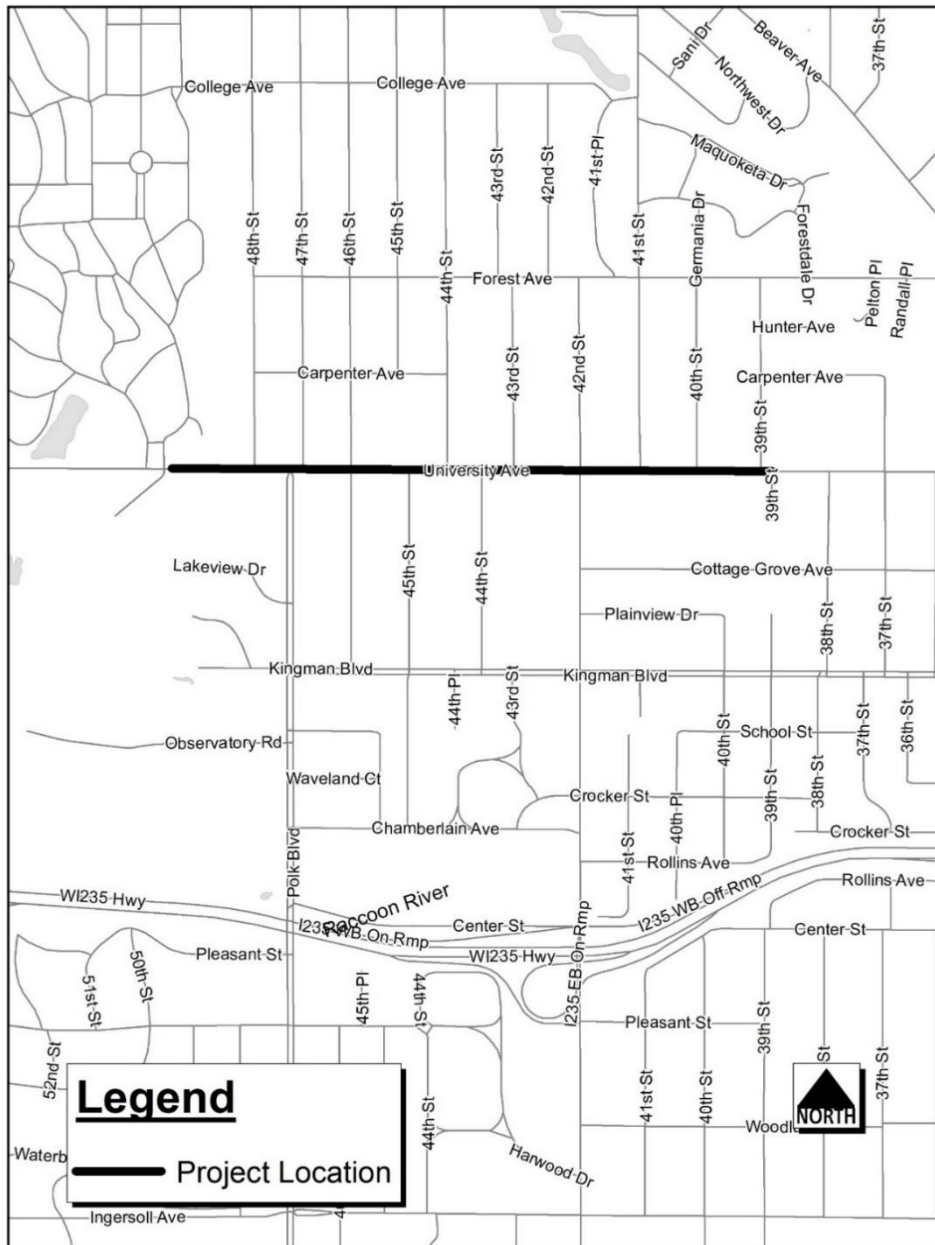 College Ave
College Ave
Sani Dr
Beaver Ave
37th St
Northwest Dr
43rd St
42nd St
41st Pl
Maquoketa Dr
48th St
47th St
46th St
45th St
44th St
41st St
Germania Dr
Forestdale Dr
Forest Ave
Pelton Pl
Randall Pl
Hunter Ave
Carpenter Ave
43rd St
42nd St
40th St
39th St
Carpenter Ave
University Ave
39th St
45th St
44th St
Lakeview Dr
Cottage Grove Ave
Plainview Dr
38th St
37th St
Kingman Blvd
Kingman Blvd
44th Pl
43rd St
40th St
School St
37th St
36th St
Observatory Rd
Waveland Ct
Crocker St
39th St
38th St
Chamberlain Ave
Crocker St
41st St
40th Pl
Rollins Ave
Polk Blvd
Rollins Ave
WI235 Hwy
Raccoon River
I235 WB On Rmp
Center St
I235 WB Off Rmp
Center St
WI235 Hwy
Pleasant St
50th St
51st St
45th Pl
44th St
I235 EB On Rmp
Pleasant St
39th St
52nd St
44th St
41st St
40th St
St
37th St
NORTH
Legend
Project Location
Harwood Dr
Ingersoll Ave